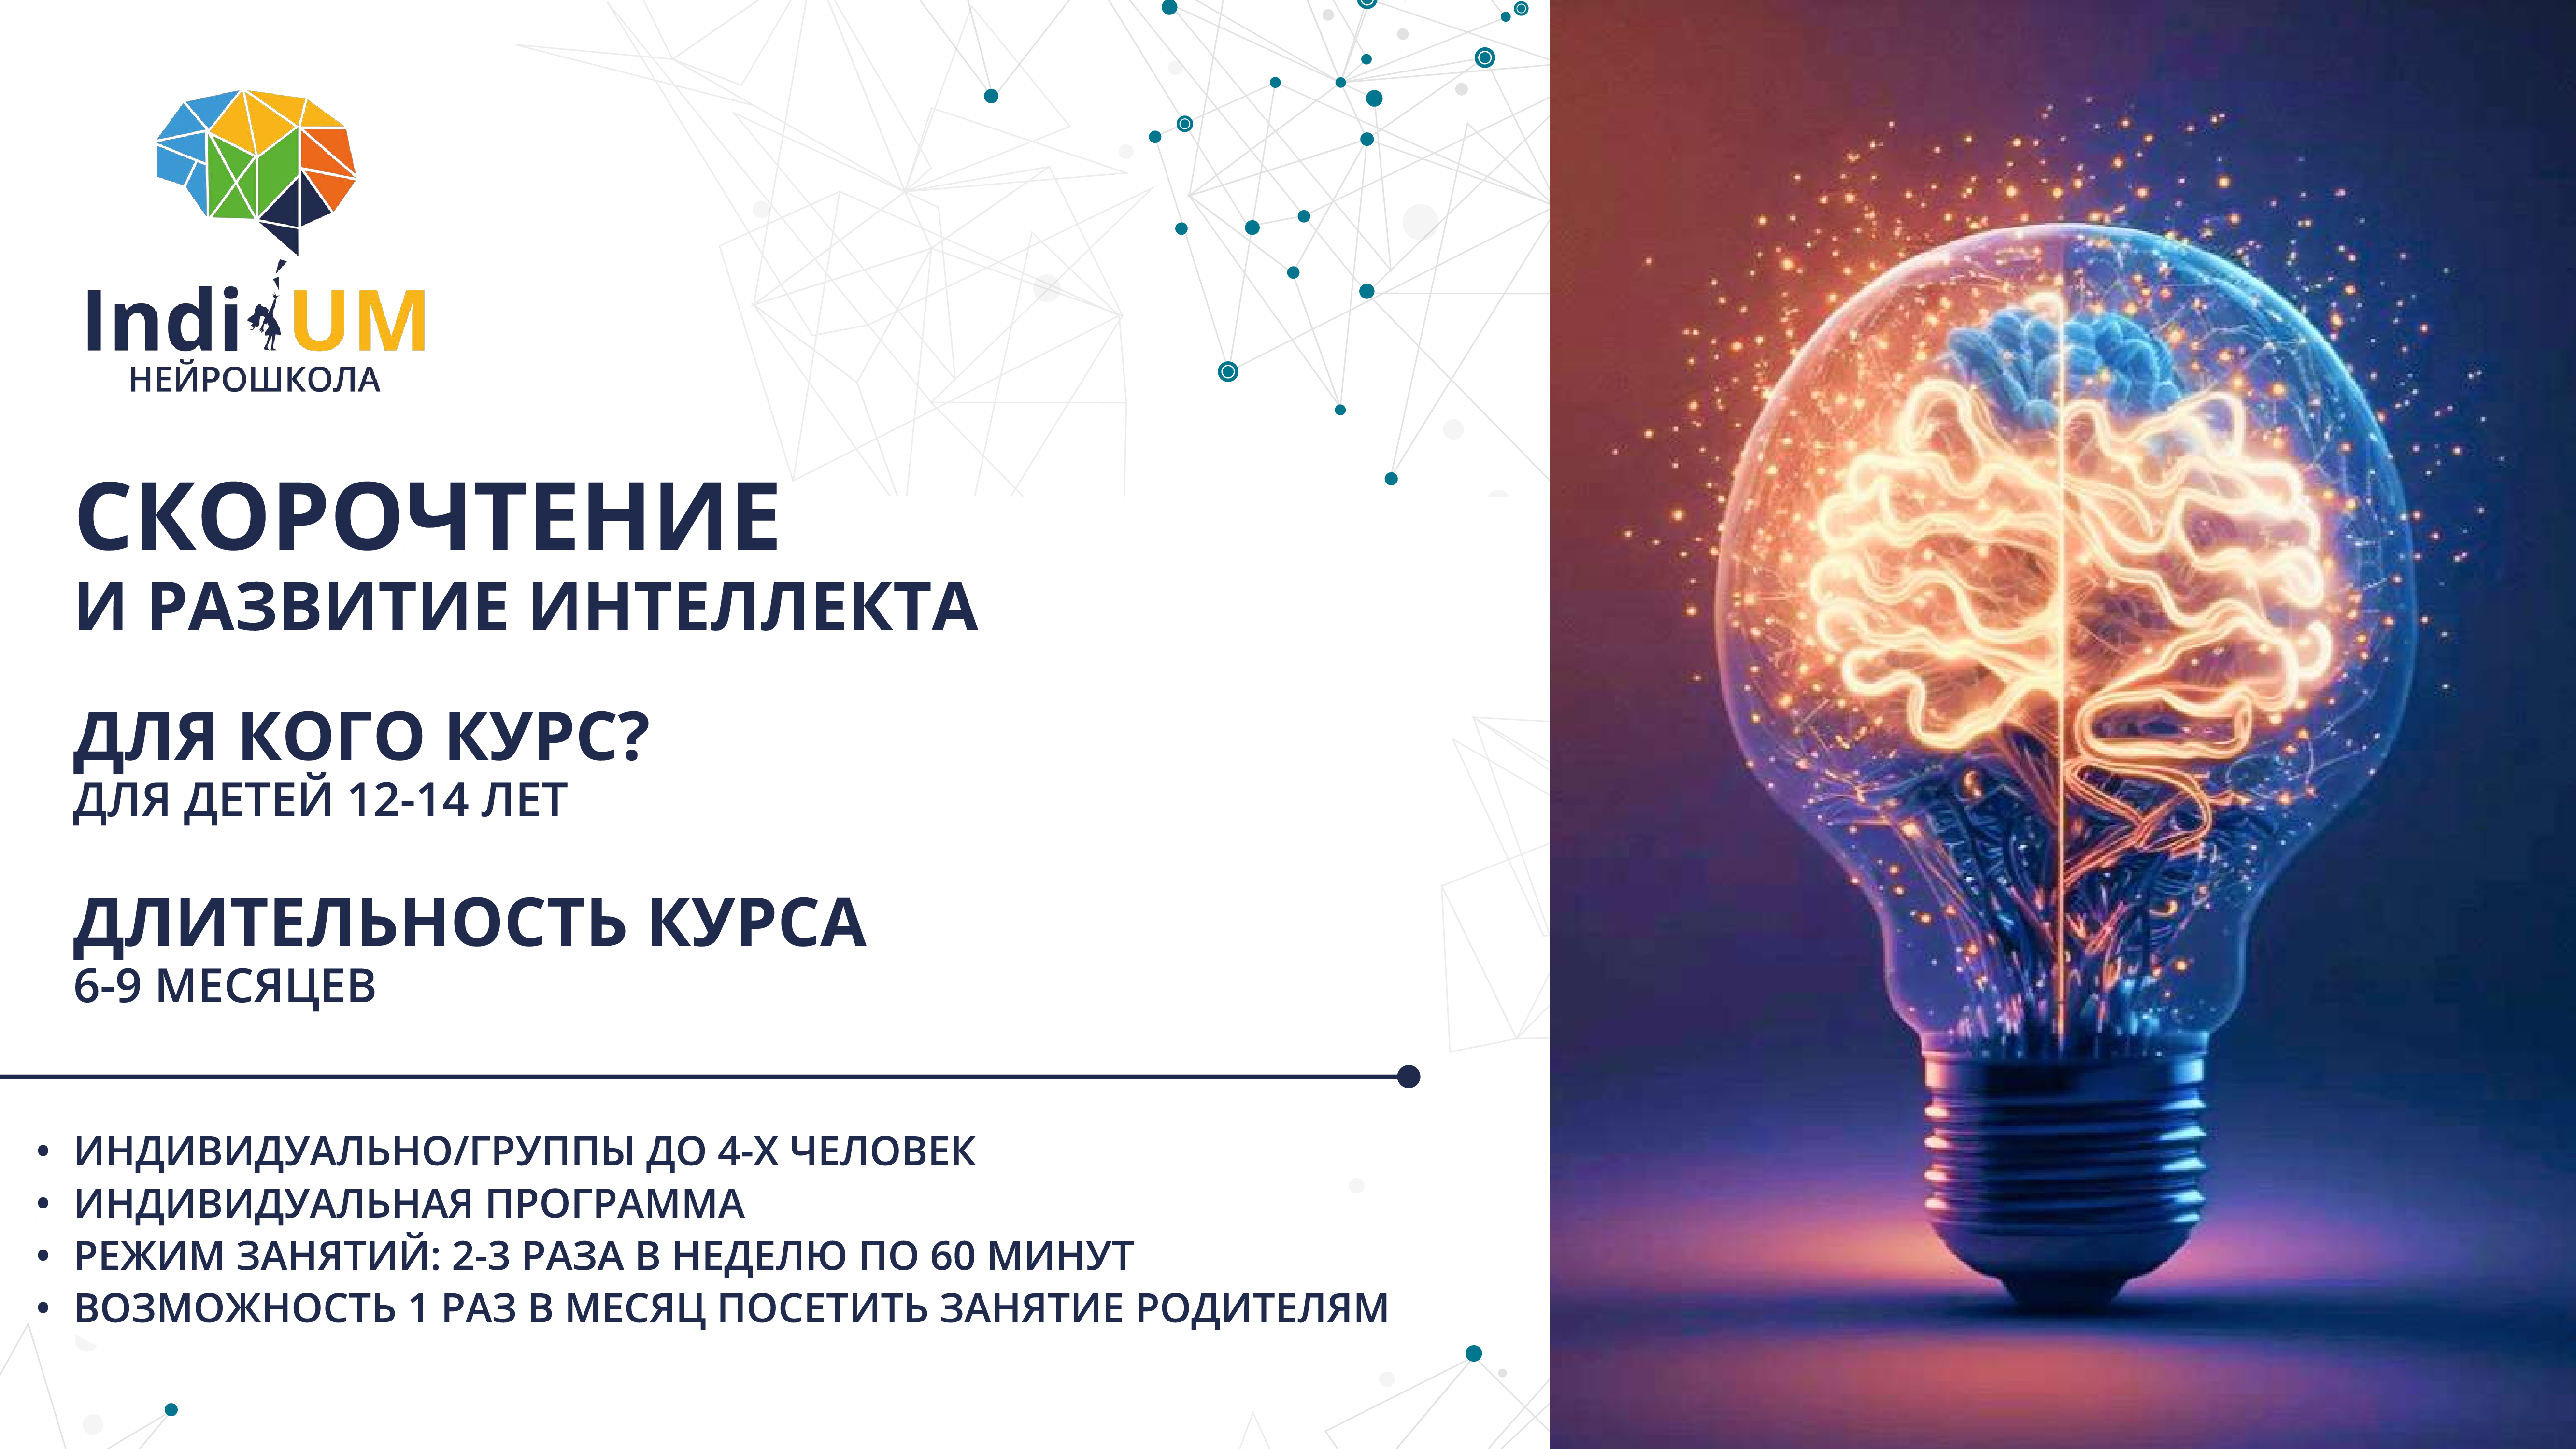 IndiUM
НЕЙРОШКОЛА
СКОРОЧТЕНИЕ
И РАЗВИТИЕ ИНТЕЛЛЕКТА
ДЛЯ КОГО КУРС?
ДЛЯ ДЕТЕЙ 12-14 ЛЕТ
ДЛИТЕЛЬНОСТЬ КУРСА
6-9 МЕСЯЦЕВ
• ИНДИВИДУАЛЬНО/ГРУППЫ ДО 4-Х ЧЕЛОВЕК
• ИНДИВИДУАЛЬНАЯ ПРОГРАММА
• РЕЖИМ ЗАНЯТИЙ: 2-3 РАЗА В НЕДЕЛЮ ПО 60 МИНУТ
• ВОЗМОЖНОСТЬ 1 РАЗ В МЕСЯЦ ПОСЕТИТЬ ЗАНЯТИЕ РОДИТЕЛЯМ